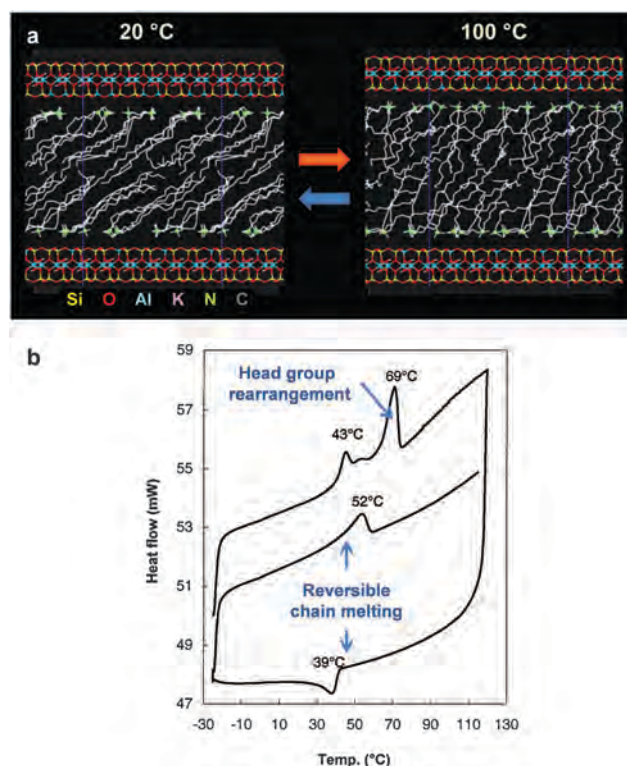 a
20 °C
100 °C
Si O Al K N C
b
59
57
55
53
51
49
47
Heat flow (mW)
Head group
rearrangement
69°C
43°C
52°C
Reversible
chain melting
39°C
-30 -10 10 30 50 70 90 110 130
Temp. (°C)